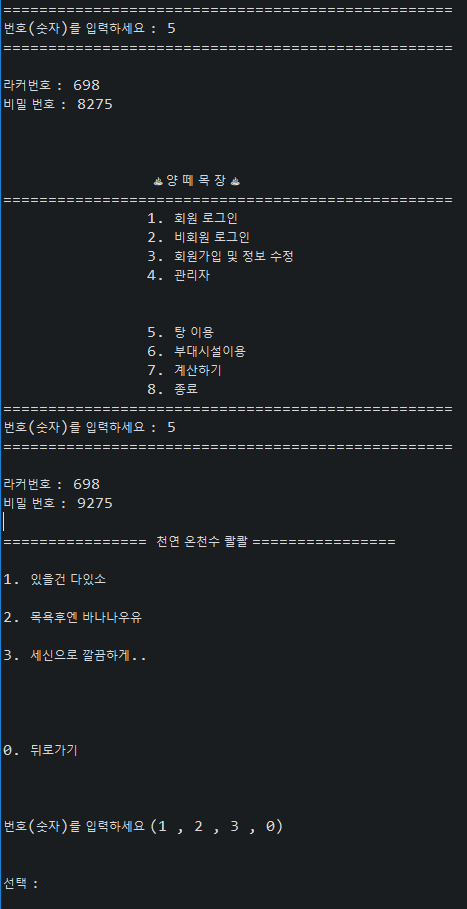 ==================================================
번호(숫자)를 입력하세요 : 5
==================================================
라커번호 : 698
비밀 번호 : 8275
♨양 떼 목 장♨
==================================================
1. 회원 로그인
2. 비회원 로그인
3. 회원가입 및 정보 수정
4. 관리자
5. 탕 이용
6. 부대시설이용
7. 계산하기
8. 종료
==================================================
번호(숫자)를 입력하세요 : 5
==================================================
라커번호 : 698
비밀 번호 : 9275
================ 천연 온천수 콸콸 ================
1. 있을건 다있소
2. 목욕후엔 바나나우유
3. 세신으로 깔끔하게..
0. 뒤로가기
번호(숫자)를 입력하세요 (1 , 2 , 3 , 0)
선택 :